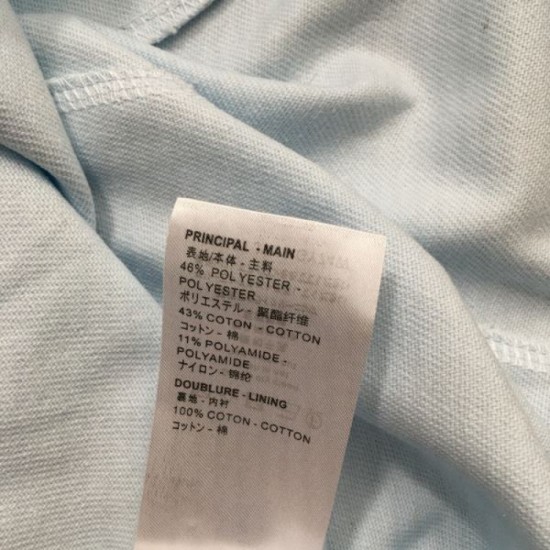 PRINCIPAL - MAIN
表地/本体 - 主料
46% POLYESTER -
POLYESTER
ポリエステル - 聚酯纤维
43% COTON - COTTON
コットン - 棉
11% POLYAMIDE -
POLYAMIDE
ナイロン - 锦纶
DOUBLURE - LINING
裏地 - 内衬
100% COTON - COTTON
コットン - 棉